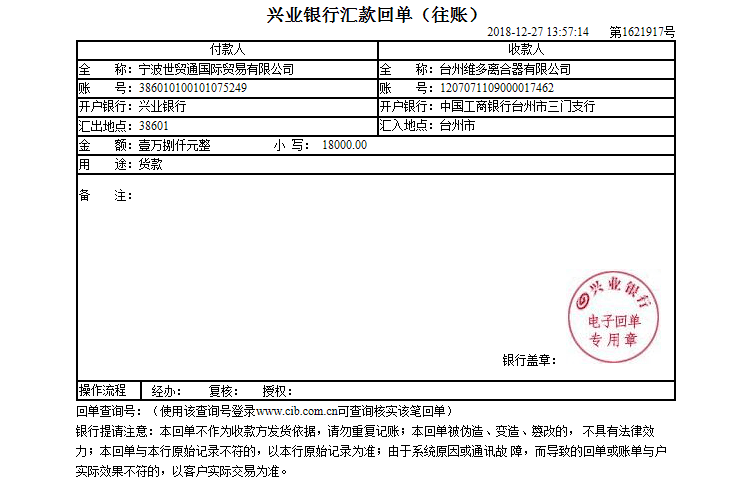 兴业银行汇款回单（往账）
2018-12-27 13:57:14 第1621917号
付款人 收款人
全 称：宁波世贸通国际贸易有限公司 全 称：台州维多离合器有限公司
账 号：386010100101075249 账 号：1207071109000017462
开户银行：兴业银行 开户银行：中国工商银行台州市三门支行
汇出地点：38601 汇入地点：台州市
金 额：壹万捌仟元整 小 写： 18000.00
用 途：货款
备 注：
兴业银行
电子回单
专用章
银行盖章：
操作流程 经办： 复核： 授权：
回单查询号：（使用该查询号登录www.cib.com.cn可查询核实该笔回单）
银行提请注意：本回单不作为收款方发货依据，请勿重复记账；本回单被伪造、变造、篡改的， 不具有法律效
力；本回单与本行原始记录不符的，以本行原始记录为准；由于系统原因或通讯故 障，而导致的回单或账单与户
实际效果不符的，以客户实际交易为准。